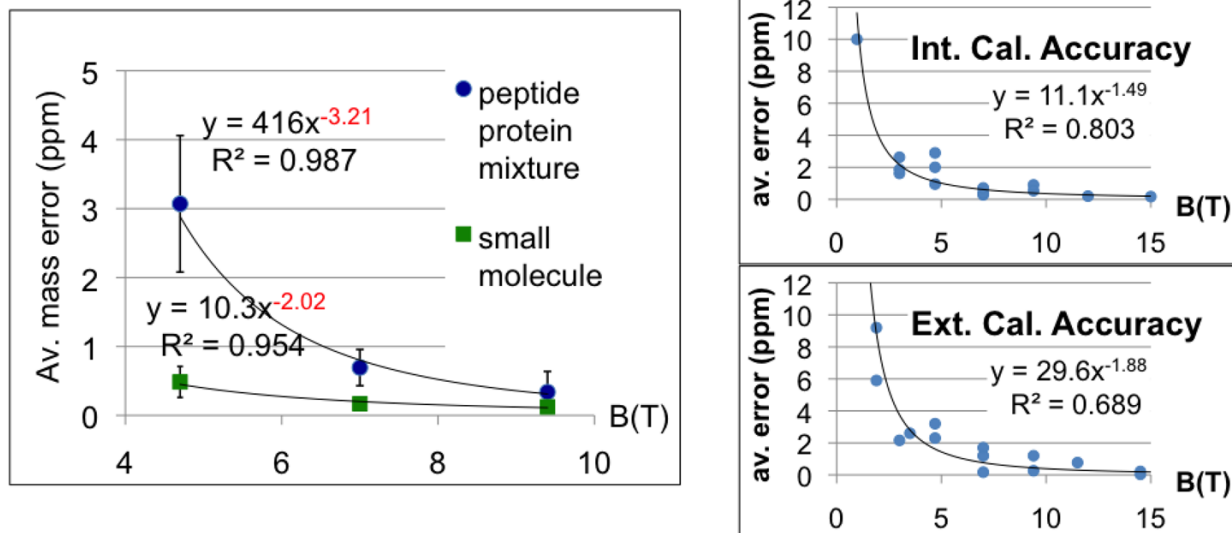 Av. mass error (ppm)
5
4
3
2
1
0
4
6
8
10
B(T)
y = 416x-3.21
R² = 0.987
y = 10.3x-2.02
R² = 0.954
peptide
protein
mixture
small
molecule
av. error (ppm)
12
10
8
6
4
2
0
0
5
10
15
B(T)
Int. Cal. Accuracy
y = 11.1x-1.49
R² = 0.803
av. error (ppm)
12
10
8
6
4
2
0
0
5
10
15
B(T)
Ext. Cal. Accuracy
y = 29.6x-1.88
R² = 0.689